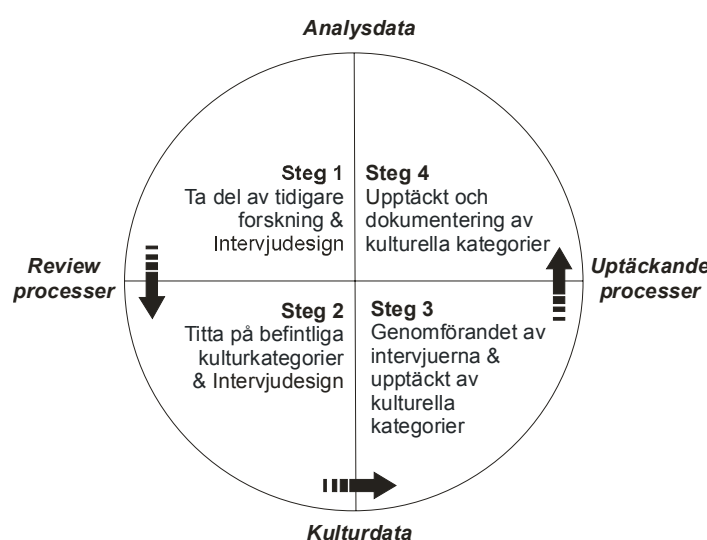 Analysdata
Steg 1
Ta del av tidigare
forskning &
Intervjudesign
Steg 4
Upptäckt och
dokumentering av
kulturella kategorier
Review
processer
Uptäckande
processer
Steg 2
Titta på befintliga
kulturkategorier
& Intervjudesign
Steg 3
Genomförandet av
intervjuerna &
upptäckt av
kulturella
kategorier
Kulturdata